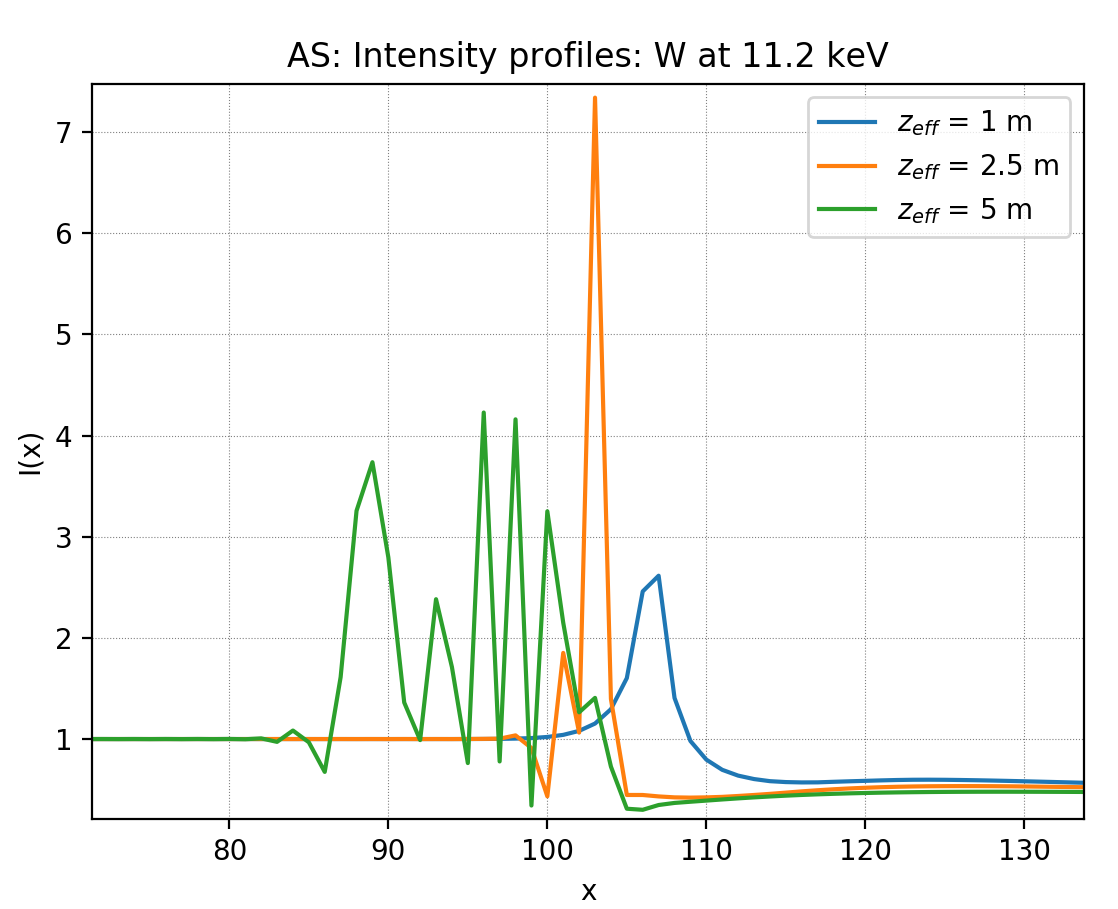 AS: Intensity profiles: W at 11.2 keV
z_eff = 1 m
z_eff = 2.5 m
z_eff = 5 m
I(x)
7
6
5
4
3
2
1
80 90 100 110 120 130
x